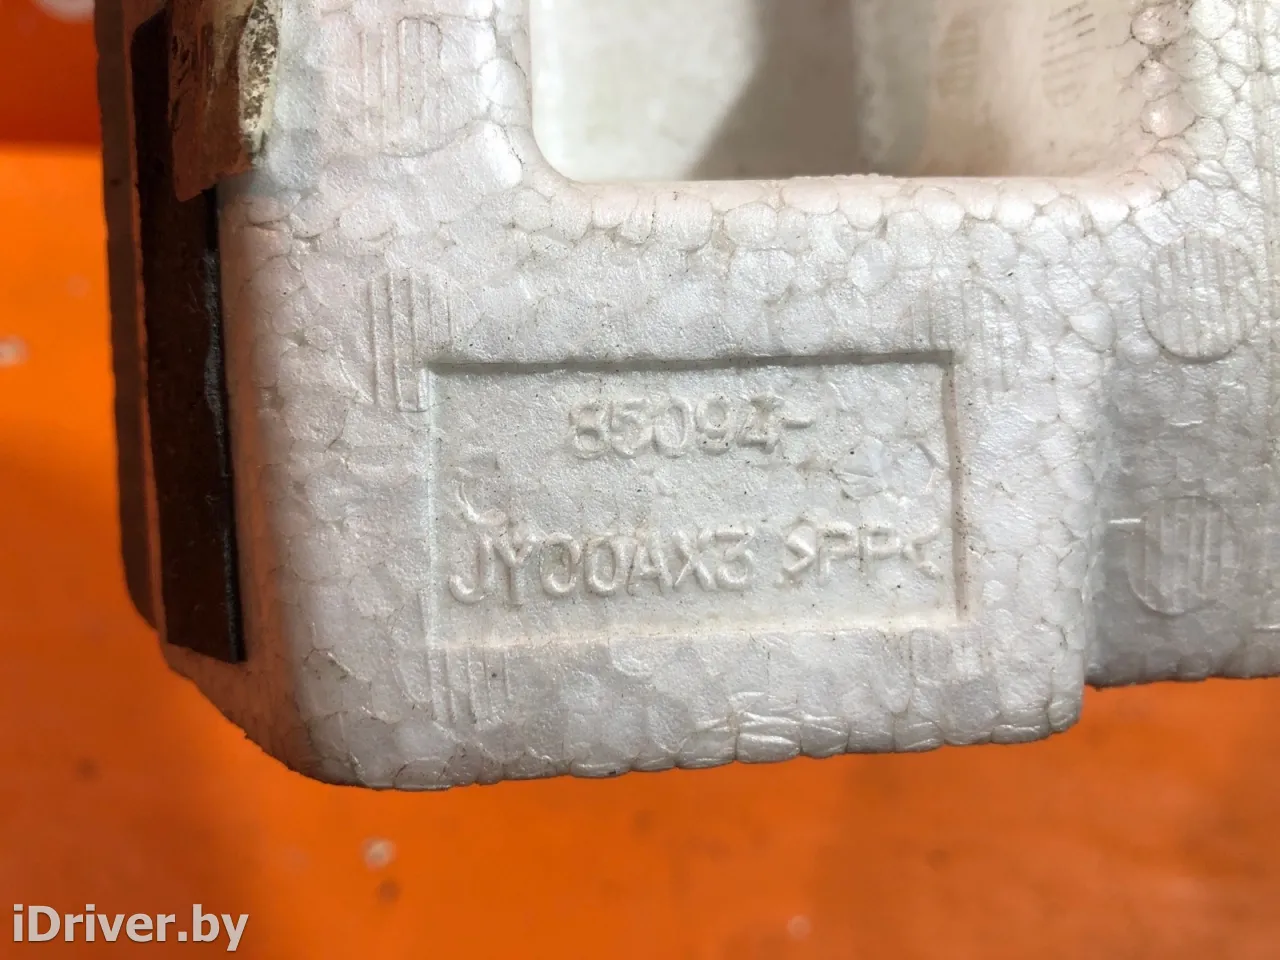 85094-
JY00AX3 >PP<
iDriver.by